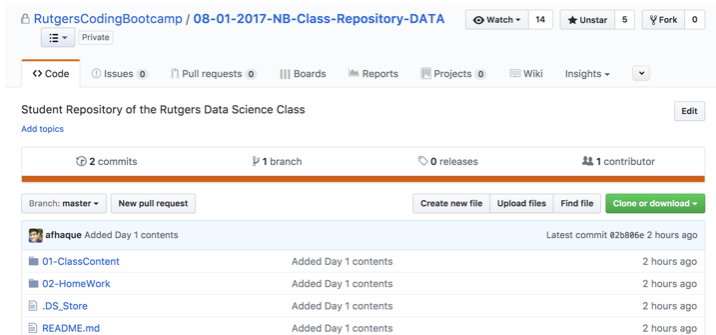 RutgersCodingBootcamp / 08-01-2017-NB-Class-Repository-DATA Watch 14 Unstar 5 Fork 0
Private
Code Issues 0 Pull requests 0 Boards Reports Projects 0 Wiki Insights
Student Repository of the Rutgers Data Science Class Edit
Add topics
2 commits 1 branch 0 releases 1 contributor
Branch: master New pull request Create new file Upload files Find file Clone or download
afhaque Added Day 1 contents Latest commit 02b806e 2 hours ago
01-ClassContent Added Day 1 contents 2 hours ago
02-HomeWork Added Day 1 contents 2 hours ago
.DS_Store Added Day 1 contents 2 hours ago
README.md Added Day 1 contents 2 hours ago